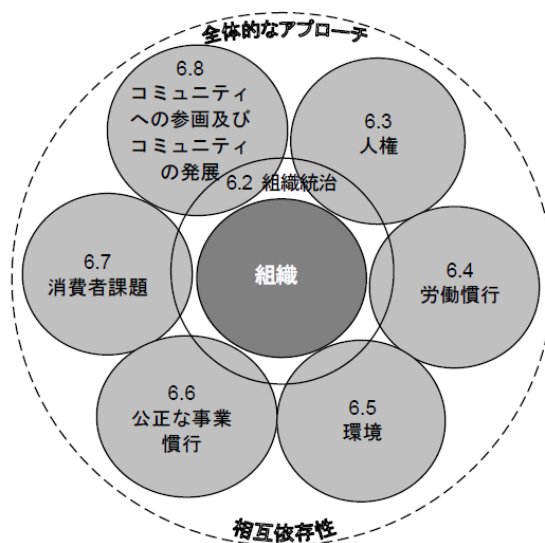 全体的なアプローチ
6.8
コミュニティ
への参画及び
コミュニティ
の発展
6.3
人権
6.2 組織統治
組織
6.7
消費者課題
6.4
労働慣行
6.6
公正な事業
慣行
6.5
環境
相互依存性